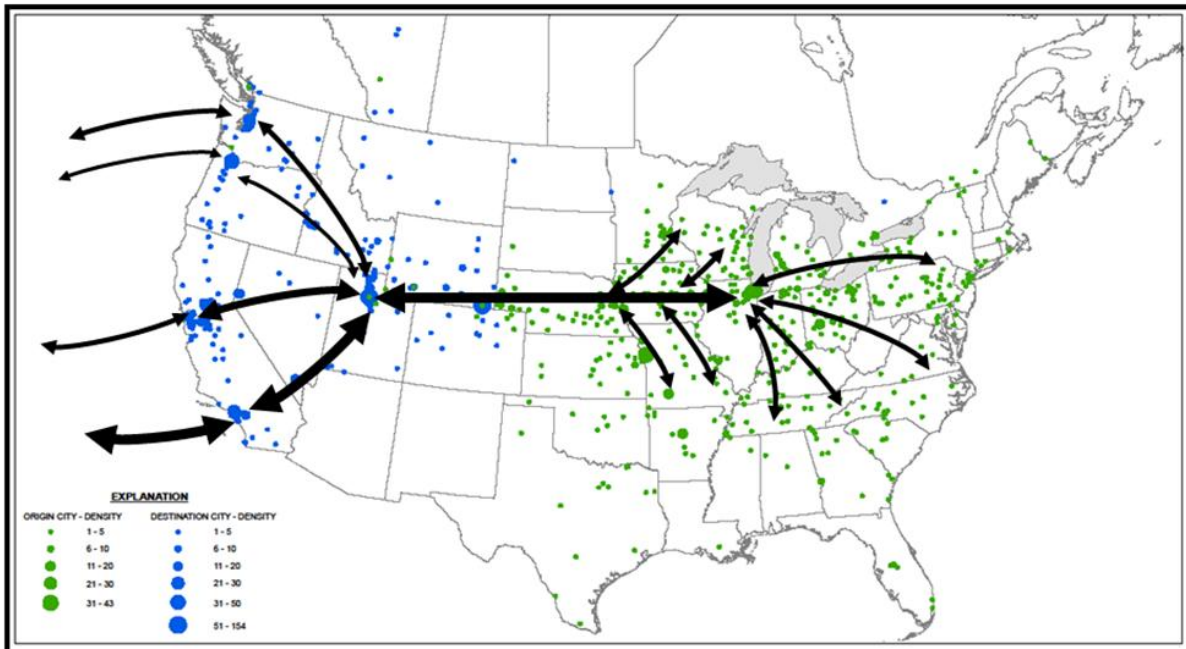 EXPLANATION
ORIGIN CITY - DENSITY
1 - 5
6 - 10
11 - 20
21 - 30
31 - 43
DESTINATION CITY - DENSITY
1 - 5
6 - 10
11 - 20
21 - 30
31 - 50
51 - 154